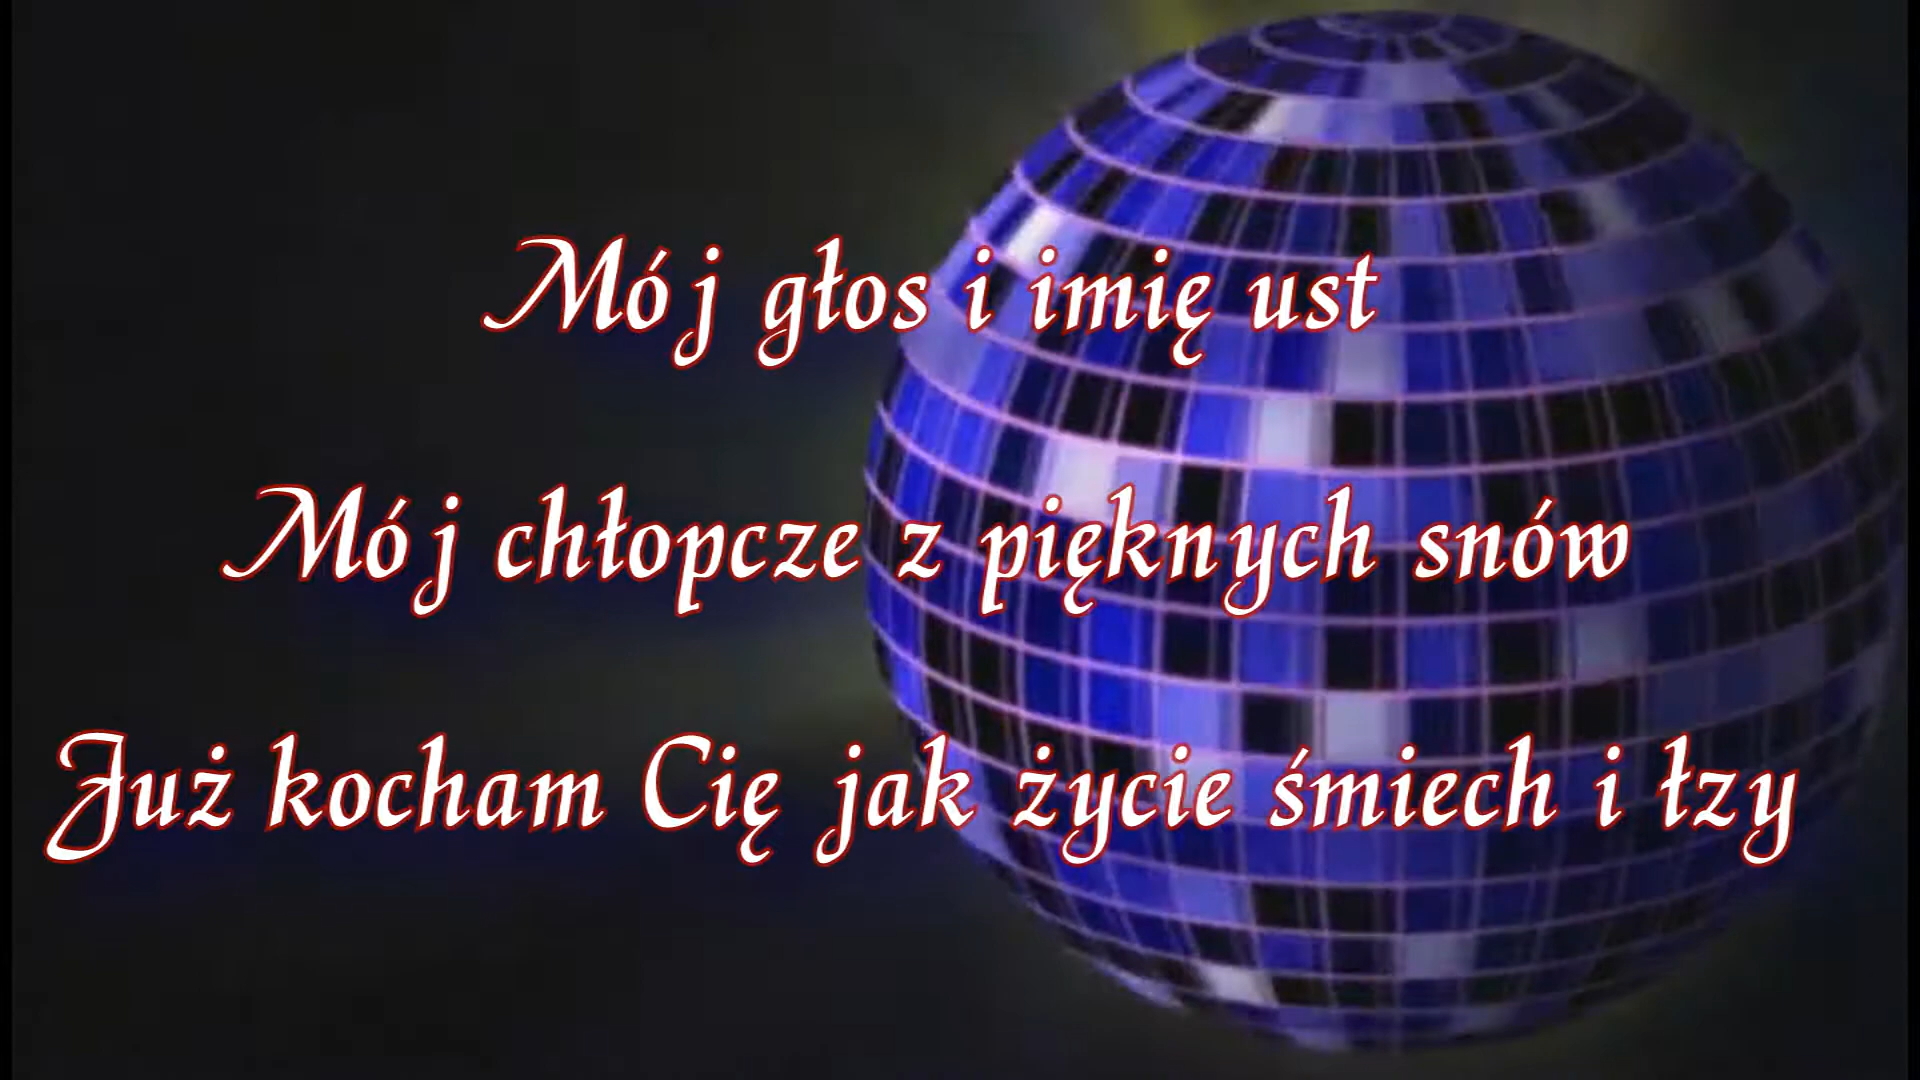 Mój głos i imię ust
Mój chłopcze z pięknych snów
Już kocham Cię jak życie śmiech i łzy